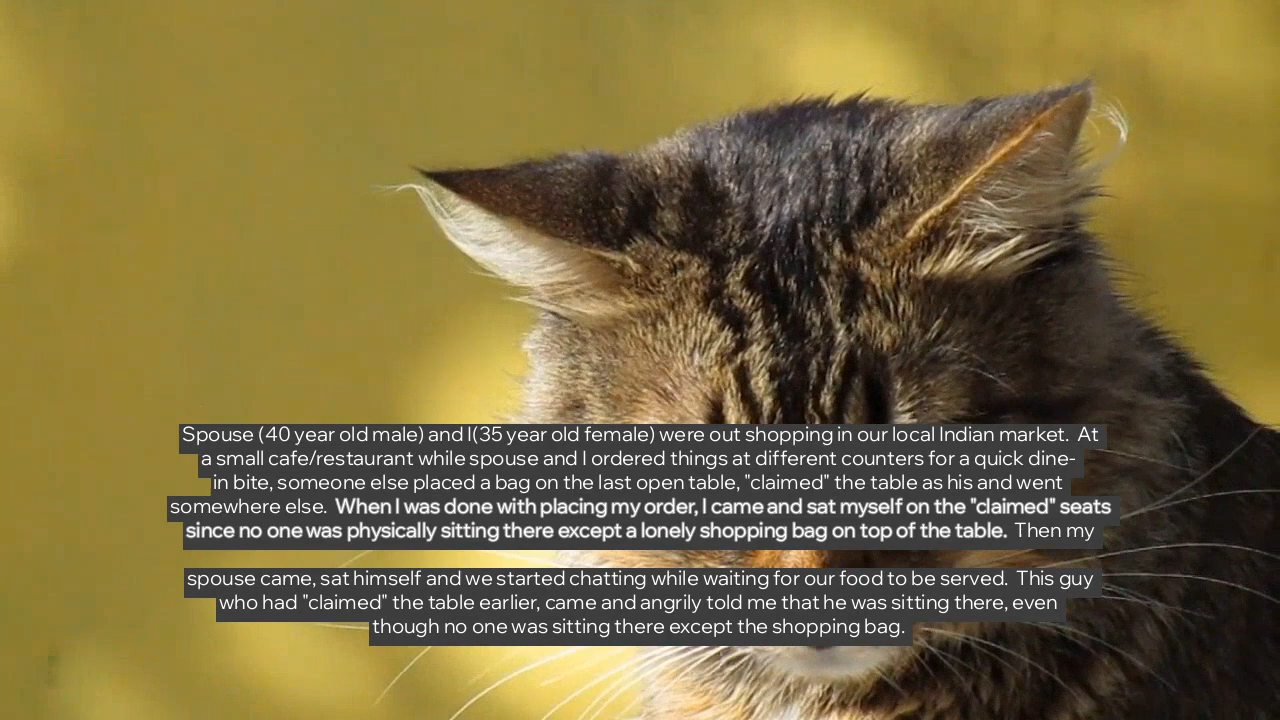 Spouse (40 year old male) and I(35 year old female) were out shopping in our local Indian market.  At
a small cafe/restaurant while spouse and I ordered things at different counters for a quick dine-
in bite, someone else placed a bag on the last open table, "claimed" the table as his and went
somewhere else.  When I was done with placing my order, I came and sat myself on the "claimed" seats
since no one was physically sitting there except a lonely shopping bag on top of the table.  Then my
spouse came, sat himself and we started chatting while waiting for our food to be served.  This guy
who had "claimed" the table earlier, came and angrily told me that he was sitting there, even
though no one was sitting there except the shopping bag.